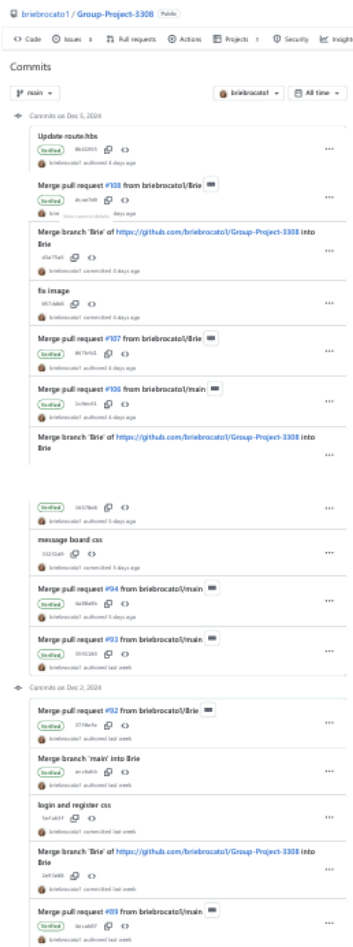 briebrocato1 / Group-Project-3308 Public
Code Issues Pull requests Actions Projects 1 Security Insights
Commits
main briebrocato1 All time
Commits on Dec 5, 2024
Update route.hbs
Verified
briebrocato1 authored 4 days ago
Merge pull request #108 from briebrocato1/Brie
Verified
days ago
Merge branch 'Brie' of https://github.com/briebrocato1/Group-Project-3308 into
Brie
briebrocato1 committed 4 days ago
fix image
briebrocato1 committed 4 days ago
Merge pull request #107 from briebrocato1/Brie
Verified
briebrocato1 authored 4 days ago
Merge pull request #106 from briebrocato1/main
Verified
briebrocato1 authored 4 days ago
Merge branch 'Brie' of https://github.com/briebrocato1/Group-Project-3308 into
Brie
Verified
briebrocato1 authored 5 days ago
message board css
briebrocato1 committed 5 days ago
Merge pull request #94 from briebrocato1/main
Verified
briebrocato1 authored 5 days ago
Merge pull request #93 from briebrocato1/main
Verified
briebrocato1 authored last week
Commits on Dec 2, 2024
Merge pull request #92 from briebrocato1/Brie
Verified
briebrocato1 authored last week
Merge branch 'main' into Brie
Verified
briebrocato1 authored last week
login and register css
briebrocato1 committed last week
Merge branch 'Brie' of https://github.com/briebrocato1/Group-Project-3308 into
Brie
briebrocato1 committed last week
Merge pull request #89 from briebrocato1/main
Verified
briebrocato1 authored last week